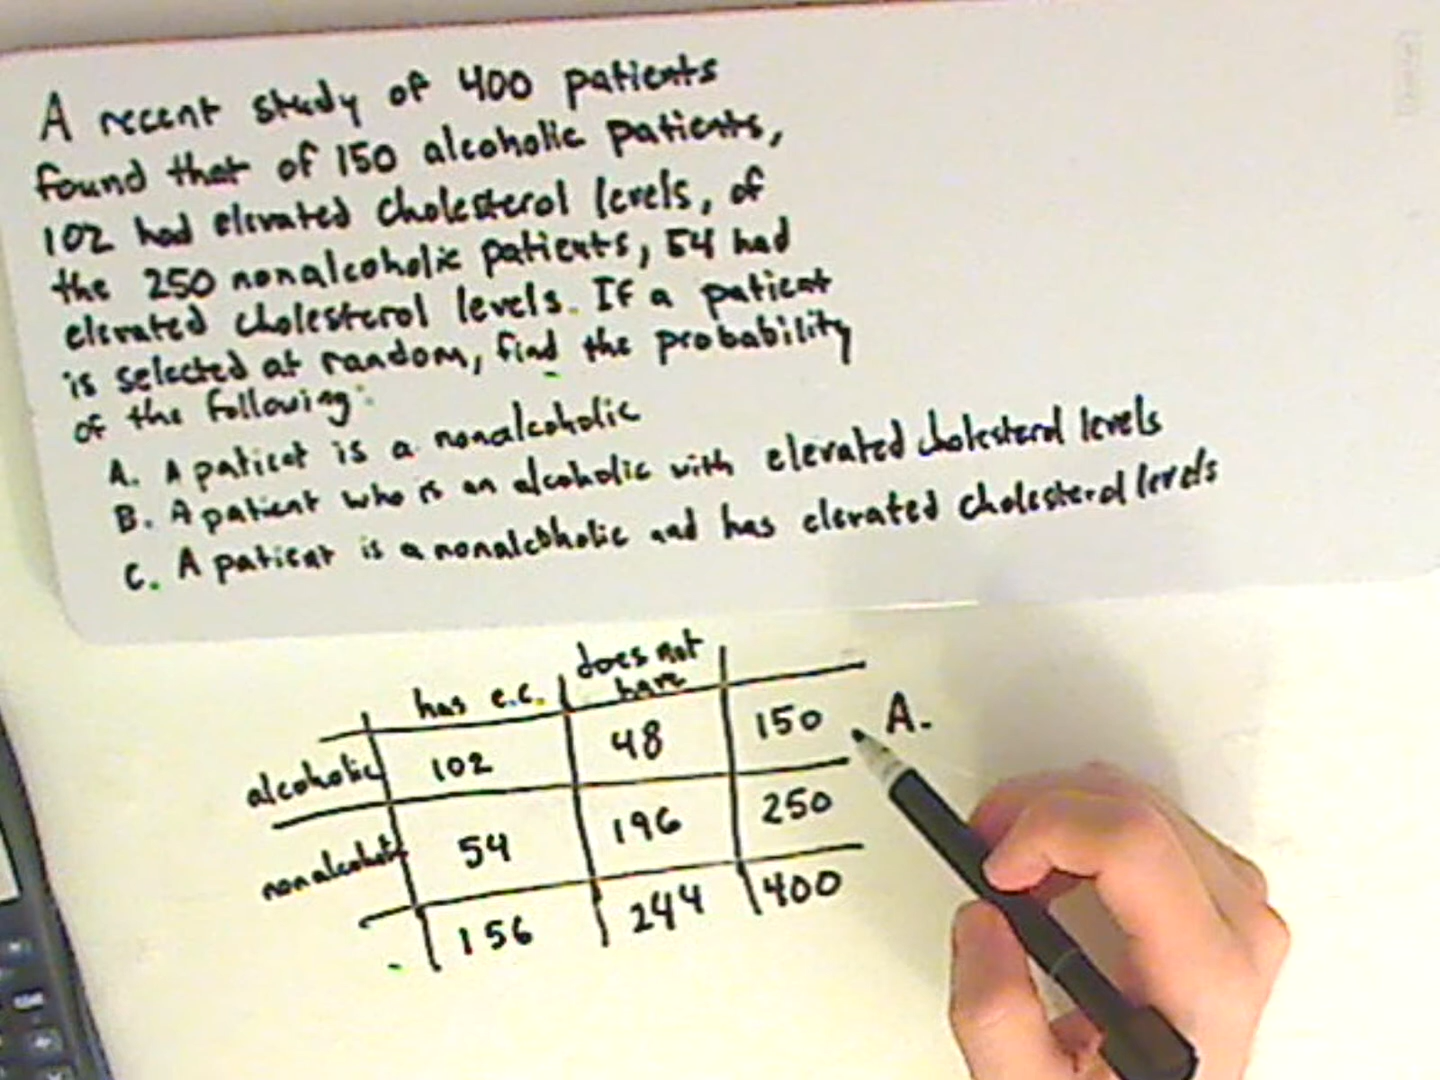 A recent study of 400 patients
found that of 150 alcoholic patients,
102 had elevated cholesterol levels, of
the 250 nonalcoholic patients, 54 had
elevated cholesterol levels. If a patient
is selected at random, find the probability
of the following:
A. A patient is a nonalcoholic
B. A patient who is an alcoholic with elevated cholesterol levels
C. A patient is a nonalcoholic and has elevated cholesterol levels
has e.c. does not have
alcoholic 102 48 150 A.
nonalcoholic 54 196 250
156 244 400